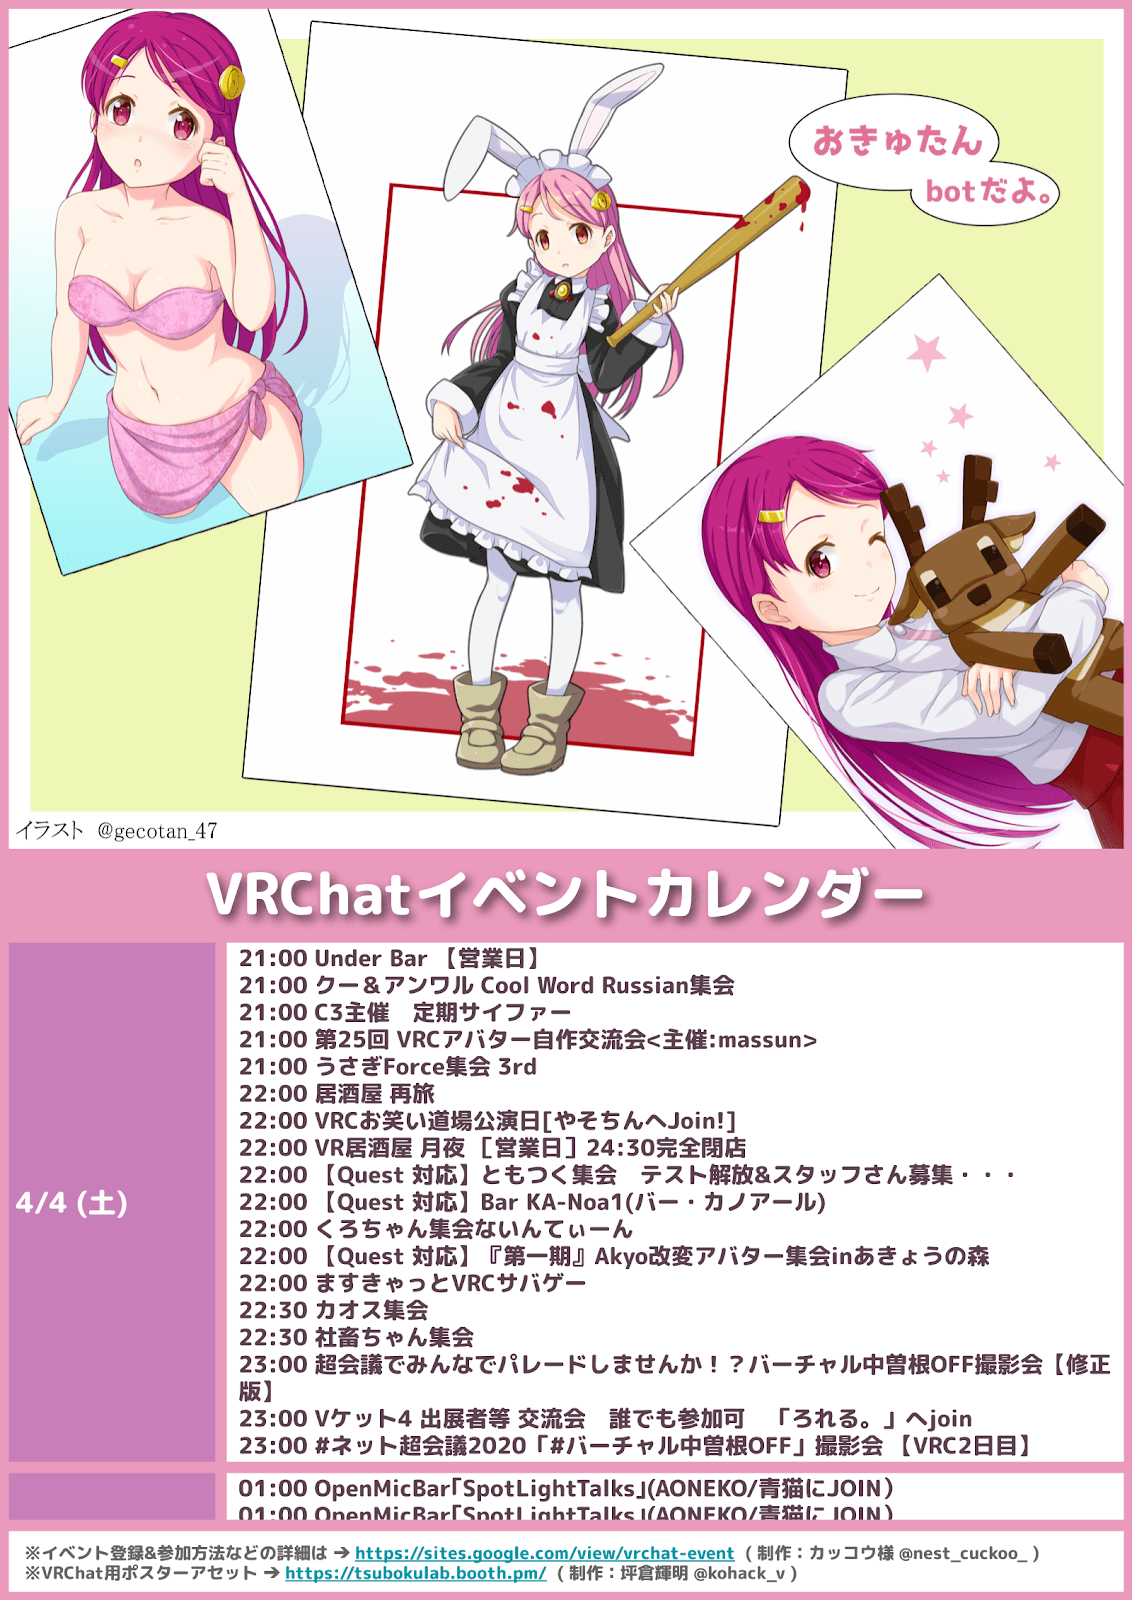 おきゅたん
botだよ。
イラスト @gecotan_47
VRChatイベントカレンダー
4/4 (土)
21:00 Under Bar 【営業日】
21:00 クー＆アンワル Cool Word Russian集会
21:00 C3主催　定期サイファー
21:00 第25回 VRCアバター自作交流会<主催:massun>
21:00 うさぎForce集会 3rd
22:00 居酒屋 再旅
22:00 VRCお笑い道場公演日[やそちんへJoin!]
22:00 VR居酒屋 月夜 ［営業日］24:30完全閉店
22:00 【Quest 対応】ともつく集会　テスト解放&スタッフさん募集・・・
22:00 【Quest 対応】Bar KA-Noa1(バー・カノアール)
22:00 くろちゃん集会ないんてぃーん
22:00 【Quest 対応】『第一期』Akyo改変アバター集会inあきょうの森
22:00 ますきゃっとVRCサバゲー
22:30 カオス集会
22:30 社畜ちゃん集会
23:00 超会議でみんなでパレードしませんか！？バーチャル中曽根OFF撮影会【修正
版】
23:00 Vケット4 出展者等 交流会　誰でも参加可　「ろれる。」へjoin
23:00 #ネット超会議2020「#バーチャル中曽根OFF」撮影会 【VRC2日目】
01:00 OpenMicBar「SpotLightTalks」(AONEKO/青猫にJOIN）
01:00 OpenMicBar「SpotLightTalks」(AONEKO/青猫にJOIN）
※イベント登録&参加方法などの詳細は → https://sites.google.com/view/vrchat-event ( 制作：カッコウ様 @nest_cuckoo_ )
※VRChat用ポスターアセット → https://tsubokulab.booth.pm/ ( 制作：坪倉輝明 @kohack_v )